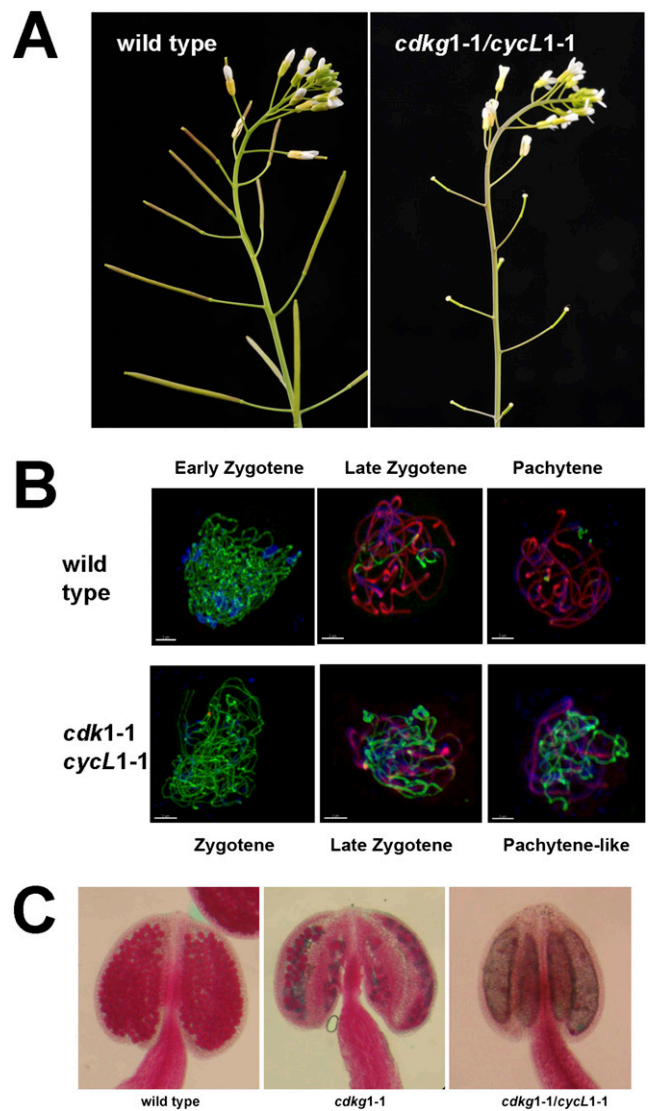 A
wild type
cdkg1-1/cycL1-1
B
Early Zygotene
Late Zygotene
Pachytene
wild
type
cdk1-1
cycL1-1
Zygotene
Late Zygotene
Pachytene-like
C
wild type
cdkg1-1
cdkg1-1/cycL1-1